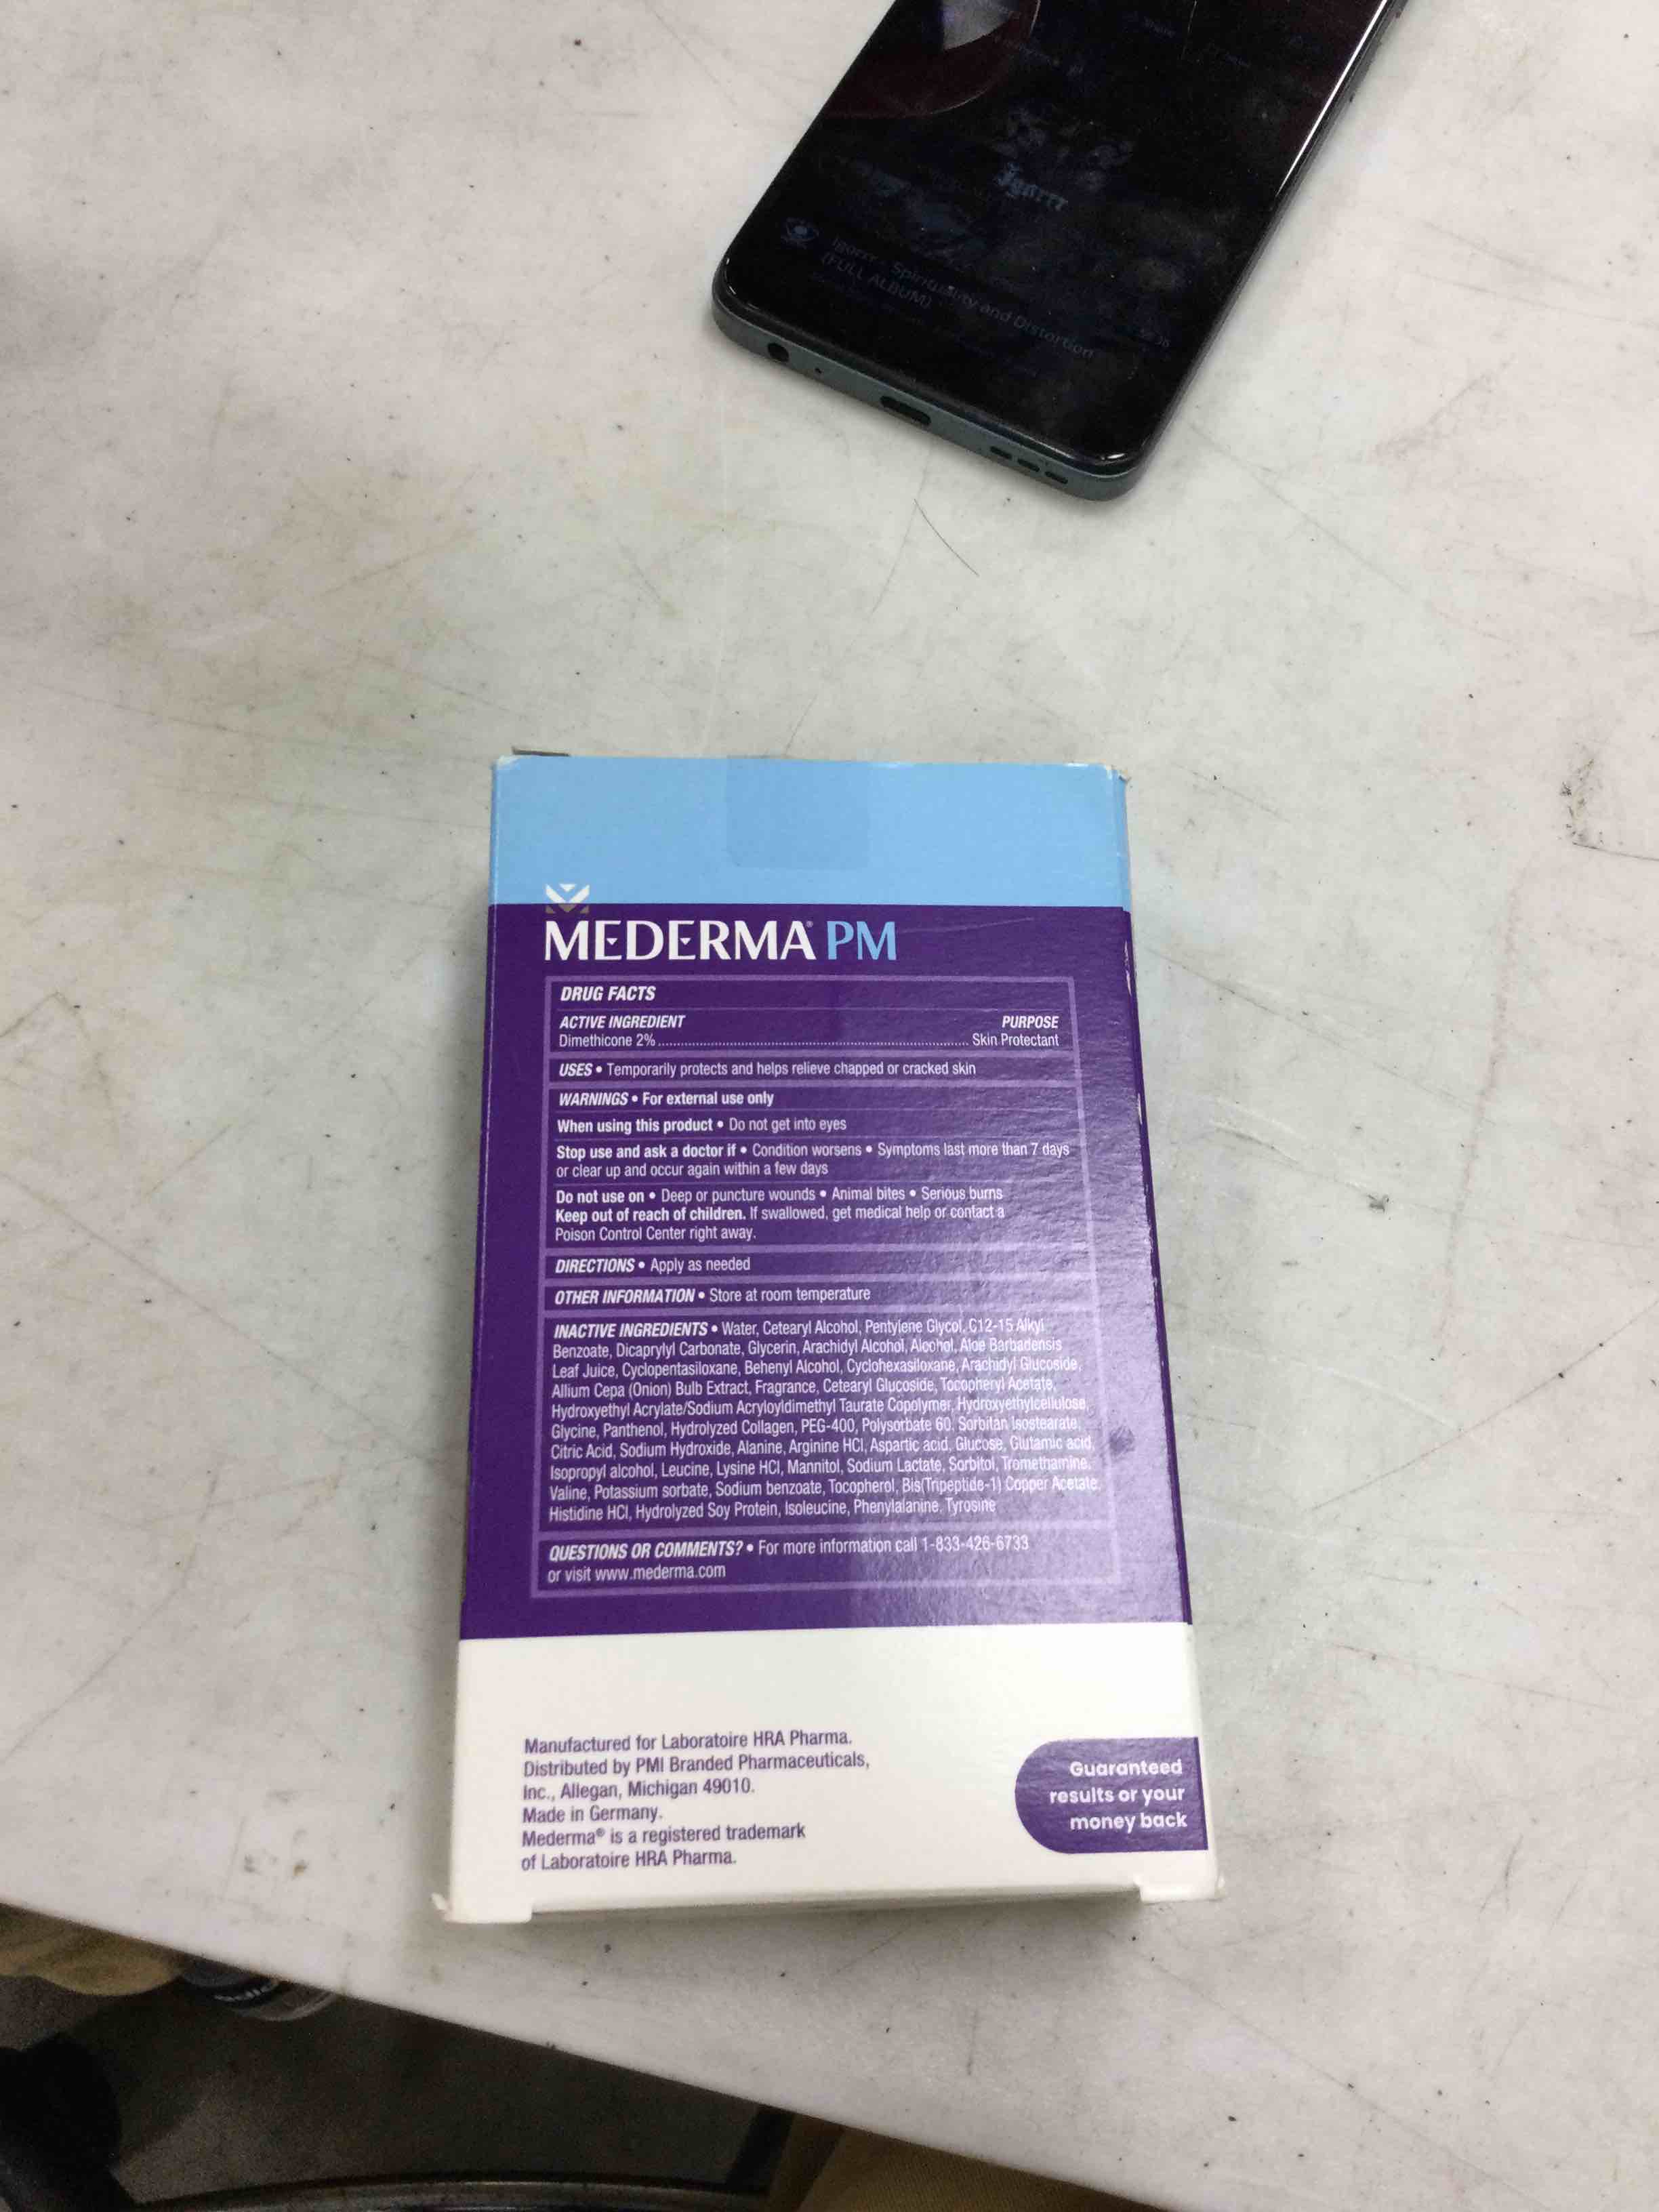 Igorrr
Igorrr - Spirituality and Distortion
(FULL ALBUM)
MEDERMA® PM
DRUG FACTS
ACTIVE INGREDIENT PURPOSE
Dimethicone 2%........................................................................................ Skin Protectant
USES • Temporarily protects and helps relieve chapped or cracked skin
WARNINGS • For external use only
When using this product • Do not get into eyes
Stop use and ask a doctor if • Condition worsens • Symptoms last more than 7 days
or clear up and occur again within a few days
Do not use on • Deep or puncture wounds • Animal bites • Serious burns
Keep out of reach of children. If swallowed, get medical help or contact a
Poison Control Center right away.
DIRECTIONS • Apply as needed
OTHER INFORMATION • Store at room temperature
INACTIVE INGREDIENTS • Water, Cetearyl Alcohol, Pentylene Glycol, C12-15 Alkyl
Benzoate, Dicaprylyl Carbonate, Glycerin, Arachidyl Alcohol, Alcohol, Aloe Barbadensis
Leaf Juice, Cyclopentasiloxane, Behenyl Alcohol, Cyclohexasiloxane, Arachidyl Glucoside,
Allium Cepa (Onion) Bulb Extract, Fragrance, Cetearyl Glucoside, Tocopheryl Acetate,
Hydroxyethyl Acrylate/Sodium Acryloyldimethyl Taurate Copolymer, Hydroxyethylcellulose,
Glycine, Panthenol, Hydrolyzed Collagen, PEG-400, Polysorbate 60, Sorbitan Isostearate,
Citric Acid, Sodium Hydroxide, Alanine, Arginine HCl, Aspartic acid, Glucose, Glutamic acid,
Isopropyl alcohol, Leucine, Lysine HCl, Mannitol, Sodium Lactate, Sorbitol, Tromethamine,
Valine, Potassium sorbate, Sodium benzoate, Tocopherol, Bis(Tripeptide-1) Copper Acetate,
Histidine HCl, Hydrolyzed Soy Protein, Isoleucine, Phenylalanine, Tyrosine
QUESTIONS OR COMMENTS? • For more information call 1-833-426-6733
or visit www.mederma.com
Manufactured for Laboratoire HRA Pharma.
Distributed by PMI Branded Pharmaceuticals,
Inc., Allegan, Michigan 49010.
Made in Germany.
Mederma® is a registered trademark
of Laboratoire HRA Pharma.
Guaranteed
results or your
money back